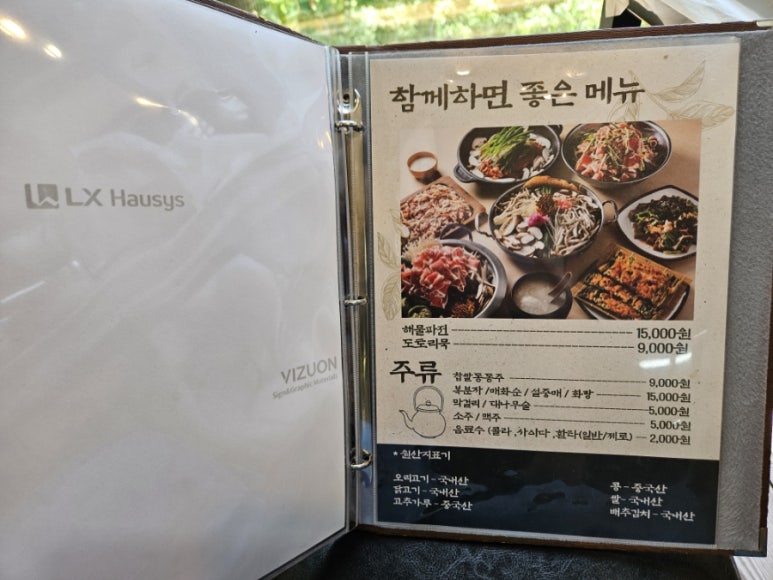 LX Hausys
VIZUON
Sign&Graphic Materials
함께하면 좋은 메뉴
해물파전 15,000원
도토리묵 9,000원
주류
찹쌀동동주 9,000원
복분자 / 매화순 / 설중매 / 화랑 15,000원
막걸리 / 대나무술 5,000원
소주 / 맥주 5,000원
음료수 (콜라 ,사이다 ,환타(일반/제로) 2,000원
* 원산지표기
오리고기 - 국내산
닭고기 - 국내산
고추가루 - 중국산
콩 - 중국산
쌀 - 국내산
배추김치 - 국내산